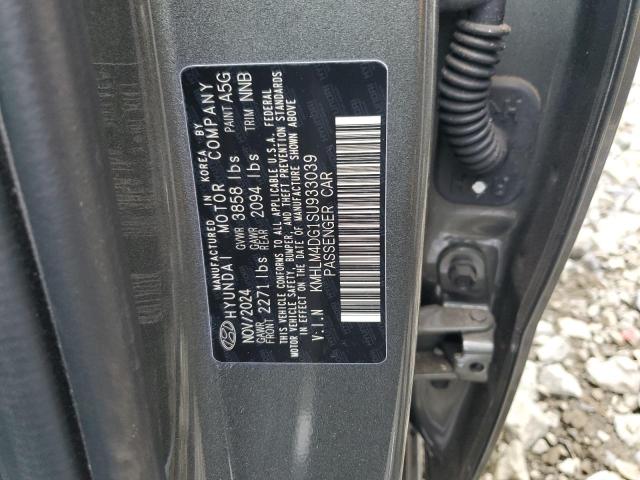 MANUFACTURED IN KOREA BY
HYUNDAI MOTOR COMPANY
NOV/2024 GVWR 3858 lbs PAINT A5G
GAWR FRONT 2271 lbs GAWR REAR 2094 lbs TRIM NNB
THIS VEHICLE CONFORMS TO ALL APPLICABLE U.S.A. FEDERAL
MOTOR VEHICLE SAFETY, BUMPER, AND THEFT PREVENTION STANDARDS
IN EFFECT ON THE DATE OF MANUFACTURE SHOWN ABOVE
V.I.N KMHLM4DG1SU933039
PASSENGER CAR